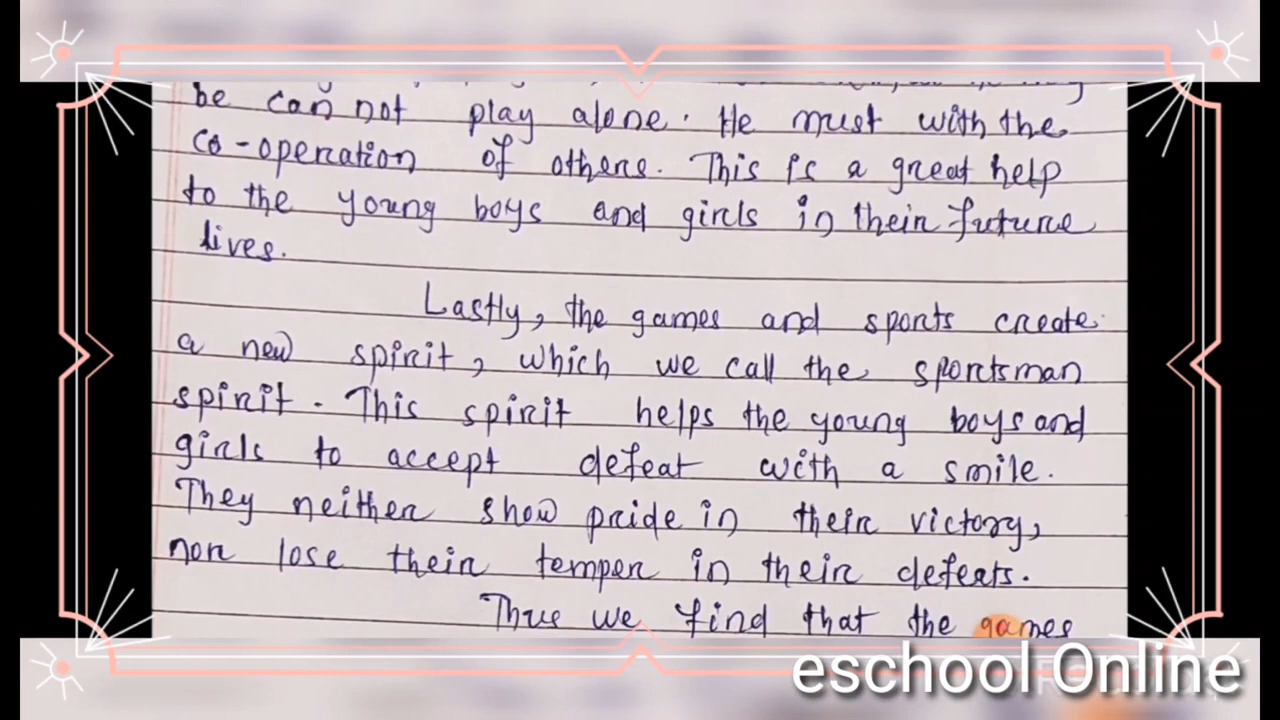 be can not play alone. He must with the
co-operation of others. This is a great help
to the young boys and girls in their future
lives.
Lastly, the games and sports create
a new spirit, which we call the sportsman
spirit. This spirit helps the young boys and
girls to accept defeat with a smile.
They neither show pride in their victory,
nor lose their temper in their defeats.
Thus we find that the games
eschool Online